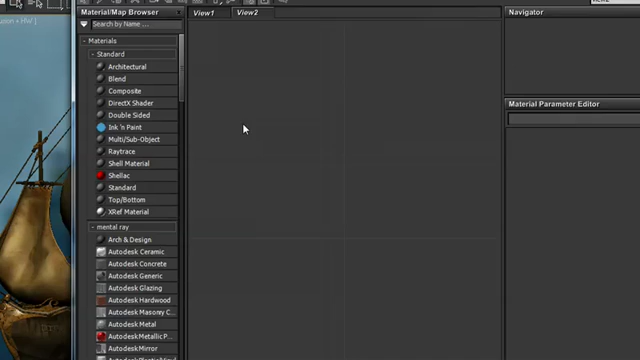 Material/Map Browser
Search by Name ...
- Materials
- Standard
Architectural
Blend
Composite
DirectX Shader
Double Sided
Ink 'n Paint
Multi/Sub-Object
Raytrace
Shell Material
Shellac
Standard
Top/Bottom
XRef Material
- mental ray
Arch & Design
Autodesk Ceramic
Autodesk Concrete
Autodesk Generic
Autodesk Glazing
Autodesk Hardwood
Autodesk Masonry C...
Autodesk Metal
Autodesk Metallic P...
Autodesk Mirror
View1
View2
Navigator
Material Parameter Editor